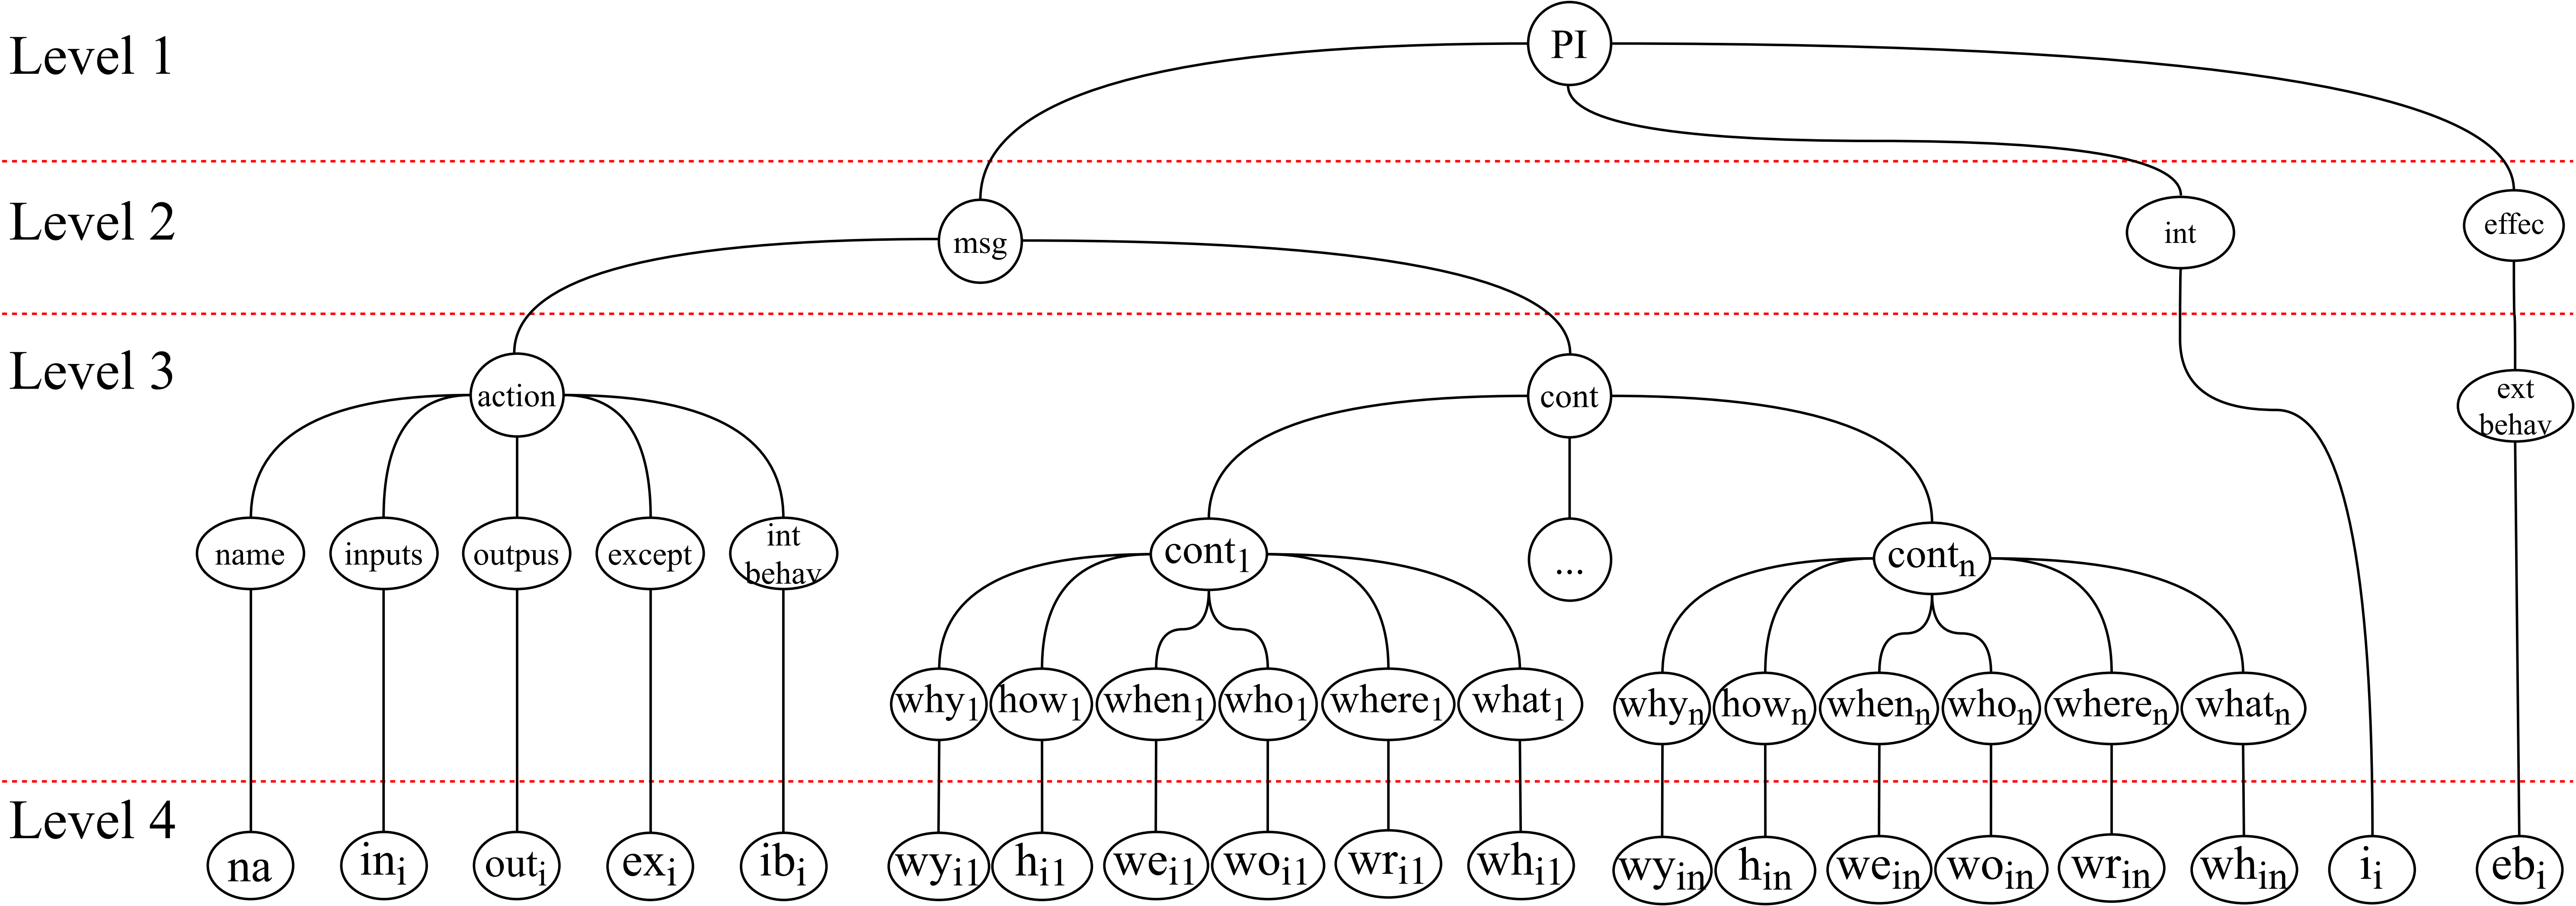 Level 1
PI
Level 2
msg
int
effec
Level 3
action
cont
ext
behav
name
inputs
outpus
except
int
behav
cont1
...
contn
why1
how1
when1
who1
where1
what1
whyn
hown
whenn
whon
wheren
whatn
Level 4
na
ini
outi
exi
ibi
wyi1
hi1
wei1
woi1
wri1
whi1
wyin
hin
wein
woin
wrin
whin
ii
ebi